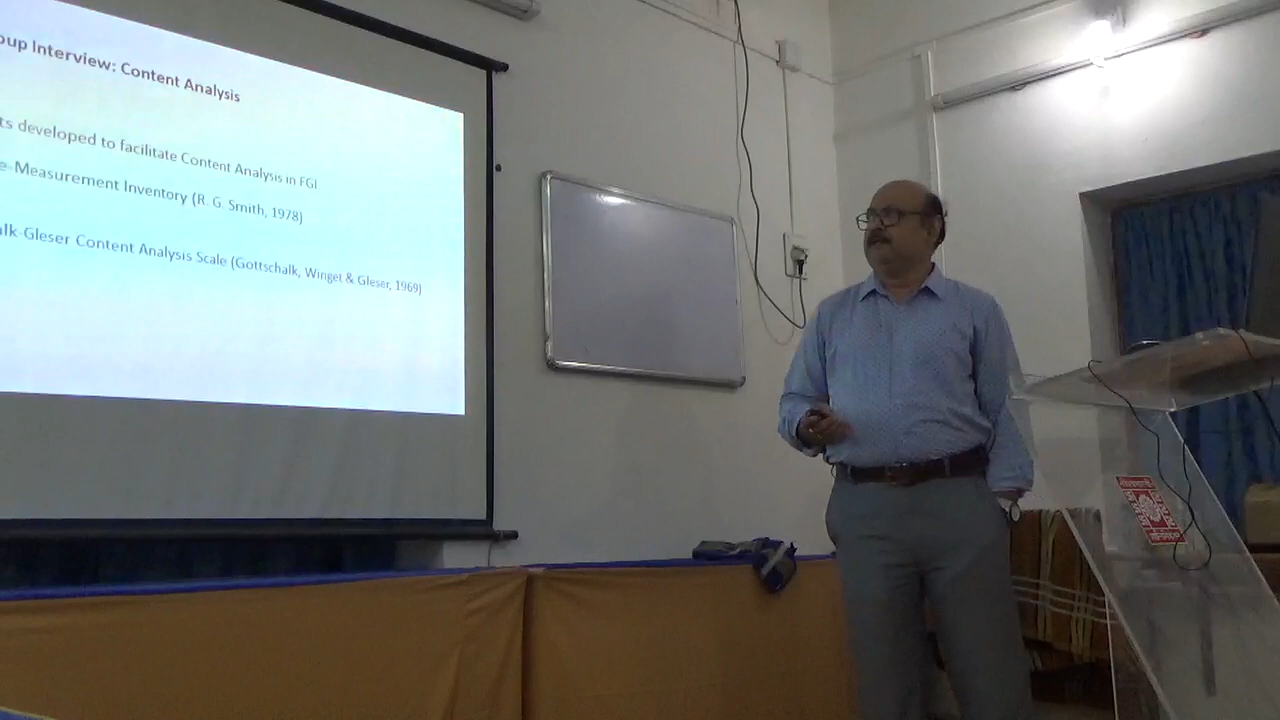 oup Interview: Content Analysis
ts developed to facilitate Content Analysis in FGI
e-Measurement Inventory (R. G. Smith, 1978)
alk-Gleser Content Analysis Scale (Gottschalk, Winget & Gleser, 1969)